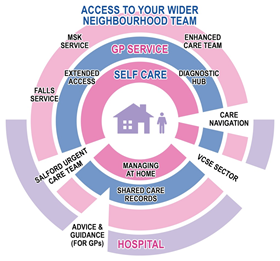 ACCESS TO YOUR WIDER
NEIGHBOURHOOD TEAM
MSK
SERVICE
ENHANCED
CARE TEAM
GP SERVICE
EXTENDED
ACCESS
SELF CARE
DIAGNOSTIC
HUB
FALLS
SERVICE
CARE
NAVIGATION
SALFORD URGENT
CARE TEAM
MANAGING
AT HOME
VCSE SECTOR
SHARED CARE
RECORDS
ADVICE &
GUIDANCE
(FOR GPs)
HOSPITAL